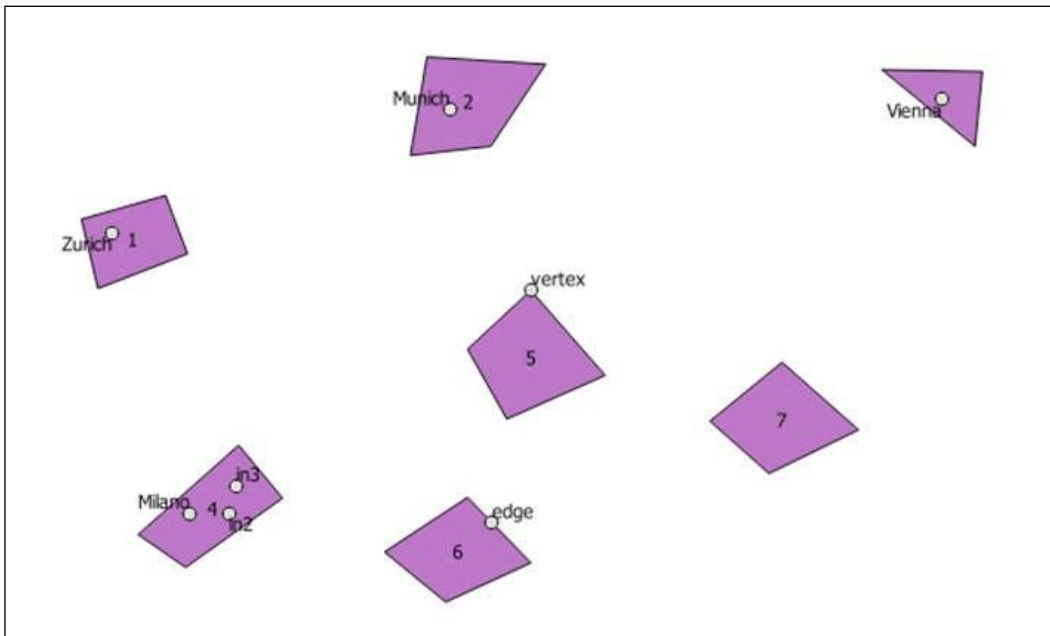 Munich 2
Vienna
Zurich 1
vertex
5
7
in3
Milano 4
in2
edge
6